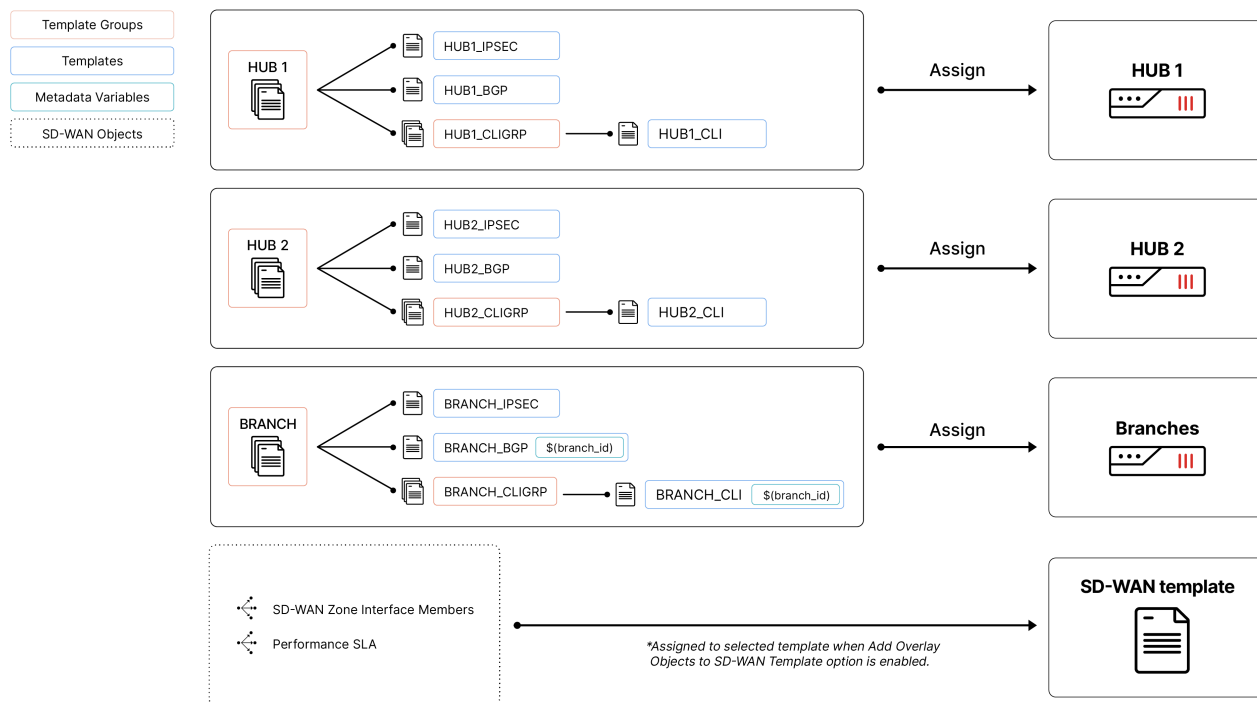 Template Groups
Templates
Metadata Variables
SD-WAN Objects
HUB 1
HUB1_IPSEC
HUB1_BGP
HUB1_CLIGRP
HUB1_CLI
Assign
HUB 1
HUB 2
HUB2_IPSEC
HUB2_BGP
HUB2_CLIGRP
HUB2_CLI
Assign
HUB 2
BRANCH
BRANCH_IPSEC
BRANCH_BGP $(branch_id)
BRANCH_CLIGRP
BRANCH_CLI $(branch_id)
Assign
Branches
SD-WAN Zone Interface Members
Performance SLA
*Assigned to selected template when Add Overlay
Objects to SD-WAN Template option is enabled.
SD-WAN template